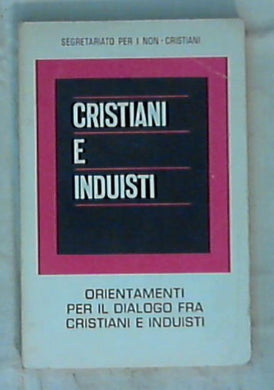 SEGRETARIATO PER I NON-CRISTIANI
CRISTIANI
E
INDUISTI
ORIENTAMENTI
PER IL DIALOGO FRA
CRISTIANI E INDUISTI